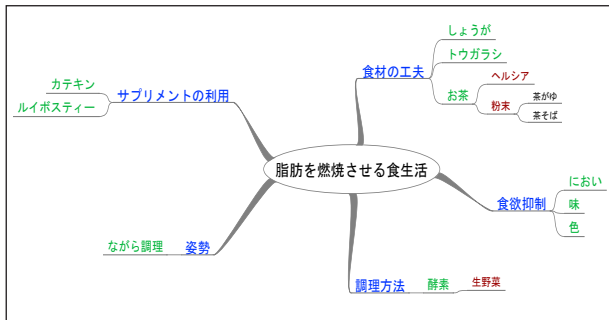 脂肪を燃焼させる食生活
食材の工夫
しょうが
トウガラシ
お茶
ヘルシア
粉末
茶がゆ
茶そば
食欲抑制
におい
味
色
調理方法
酵素
生野菜
姿勢
ながら調理
サプリメントの利用
カテキン
ルイボスティー